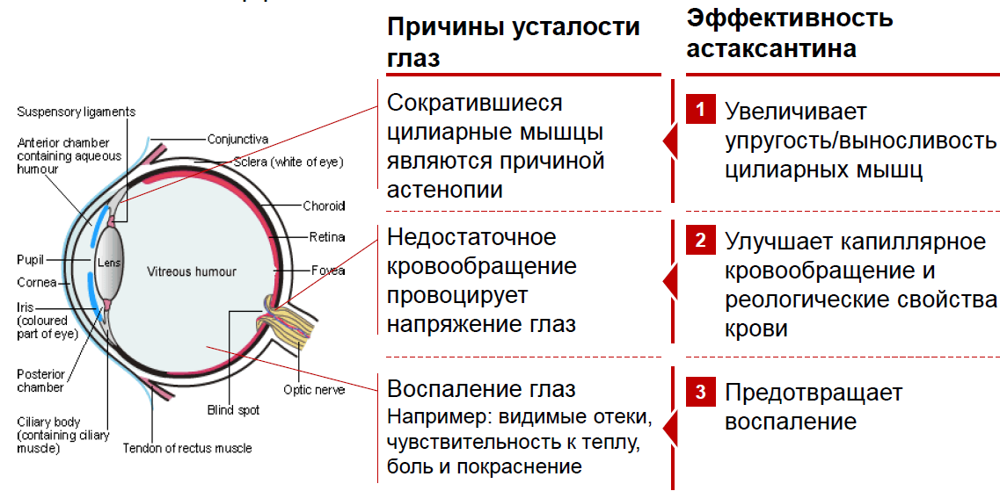 Причины усталости
глаз
Эффективность
астаксантина
Suspensory ligaments
Anterior chamber
containing aqueous
humour
Conjunctiva
Sclera (white of eye)
Choroid
Retina
Fovea
Pupil
Lens
Vitreous humour
Cornea
Iris
(coloured
part of eye)
Posterior
chamber
Optic nerve
Blind spot
Ciliary body
(containing ciliary
muscle)
Tendon of rectus muscle
Сократившиеся
цилиарные мышцы
являются причиной
астенопии
1 Увеличивает
упругость/выносливость
цилиарных мышц
Недостаточное
кровообращение
провоцирует
напряжение глаз
2 Улучшает капиллярное
кровообращение и
реологические свойства
крови
Воспаление глаз
Например: видимые отеки,
чувствительность к теплу,
боль и покраснение
3 Предотвращает
воспаление